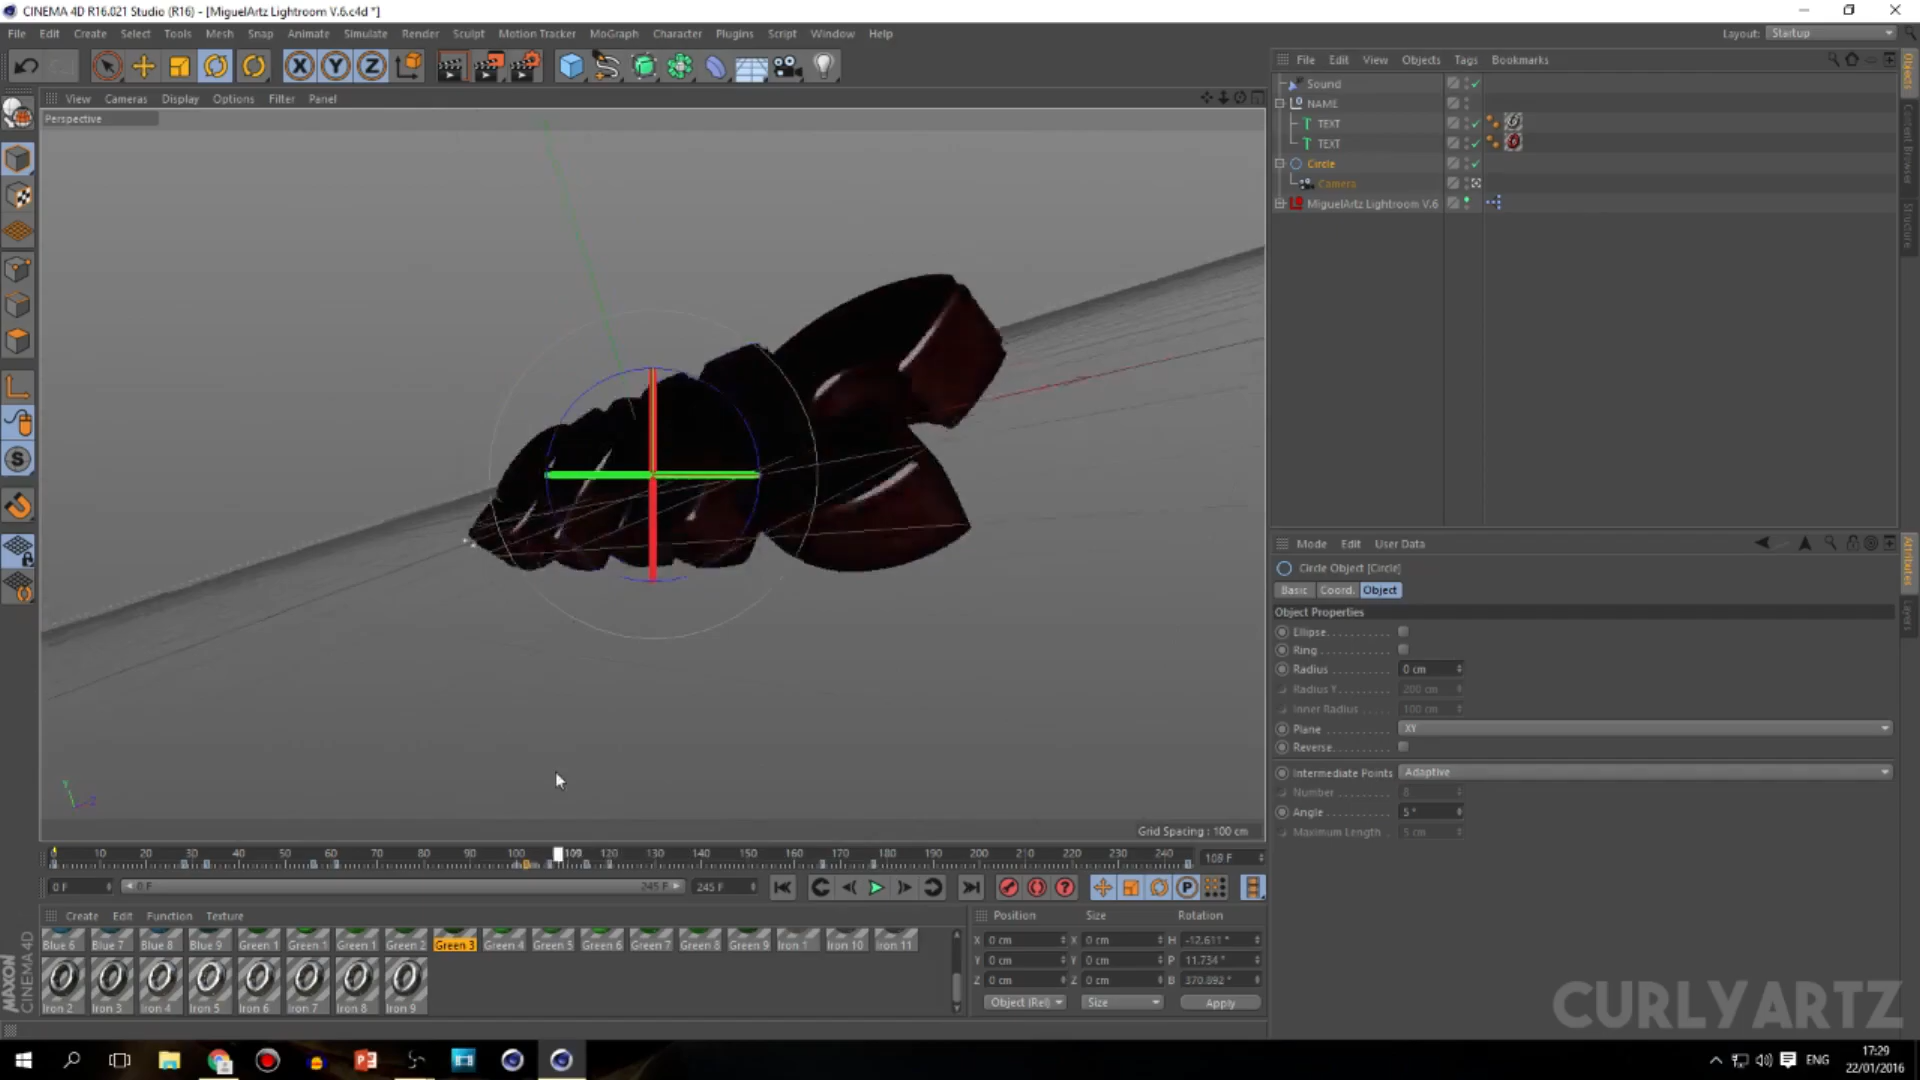 CINEMA 4D R16.021 Studio (R16) - [MiguelArtz Lightroom V.6.c4d *]
File Edit Create Select Tools Mesh Snap Animate Simulate Render Sculpt Motion Tracker MoGraph Character Plugins Script Window Help
Layout: Startup
X Y Z
File Edit View Objects Tags Bookmarks
View Cameras Display Options Filter Panel
Perspective
Sound
NAME
TEXT
TEXT
Circle
Camera
MiguelArtz Lightroom V.6
Objects
Content Browser
Structure
Mode Edit User Data
Circle Object [Circle]
Basic Coord. Object
Object Properties
Ellipse
Ring
Radius 0 cm
Radius Y 200 cm
Inner Radius 100 cm
Plane XY
Reverse
Intermediate Points Adaptive
Number 8
Angle 5 °
Maximum Length 5 cm
Attributes
Layers
Grid Spacing : 100 cm
0 10 20 30 40 50 60 70 80 90 100 109 120 130 140 150 160 170 180 190 200 210 220 230 240
0 F 0 F 245 F 245 F
Create Edit Function Texture
Blue 6 Blue 7 Blue 8 Blue 9 Green 1 Green 1 Green 1 Green 2 Green 3 Green 4 Green 5 Green 6 Green 7 Green 8 Green 9 Iron 1 Iron 10 Iron 11
Iron 2 Iron 3 Iron 4 Iron 5 Iron 6 Iron 7 Iron 8 Iron 9
Position Size Rotation
X 0 cm X 0 cm H -12.611 °
Y 0 cm Y 0 cm P 11.734 °
Z 0 cm Z 0 cm B 370.892 °
Object (Rel) Size Apply
MAXON
CINEMA 4D
CURLYARTZ
ENG
17:29
22/01/2016